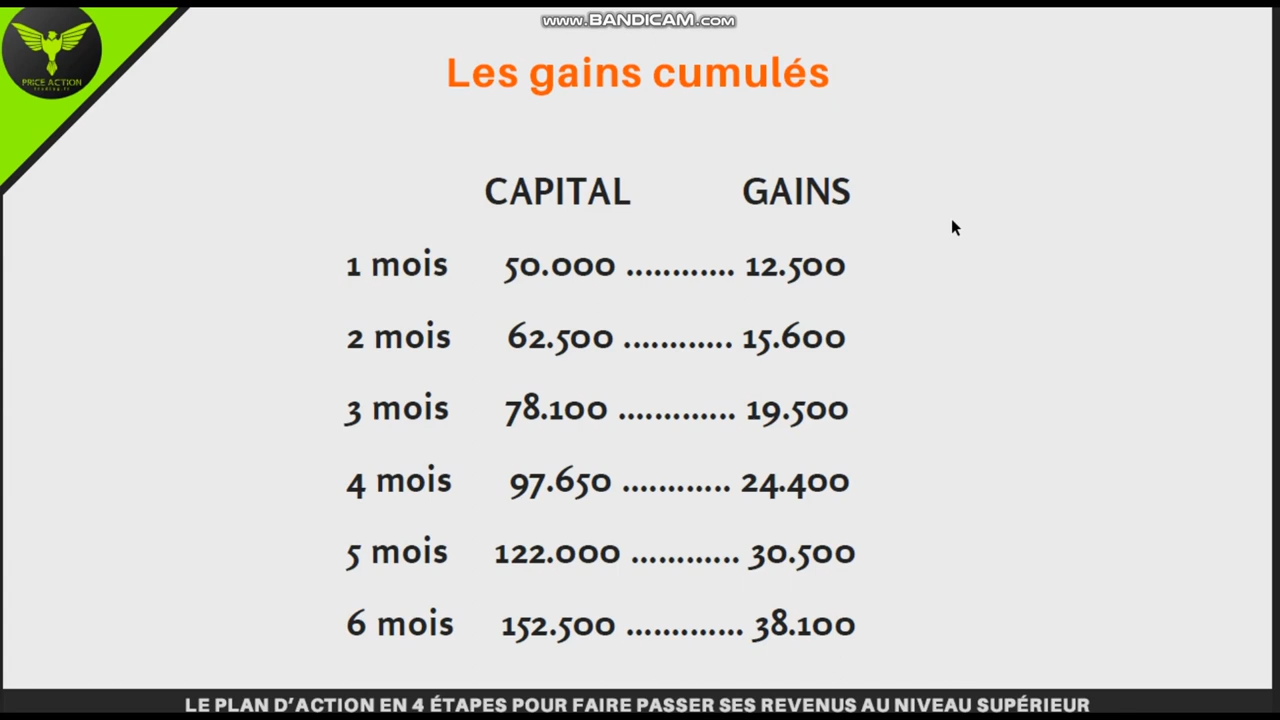 www.BANDICAM.com
PRICE ACTION
trading.fr
Les gains cumulés
CAPITAL GAINS
1 mois 50.000 ............ 12.500
2 mois 62.500 ............ 15.600
3 mois 78.100 ............. 19.500
4 mois 97.650 ............ 24.400
5 mois 122.000 ............ 30.500
6 mois 152.500 ............. 38.100
LE PLAN D'ACTION EN 4 ÉTAPES POUR FAIRE PASSER SES REVENUS AU NIVEAU SUPÉRIEUR